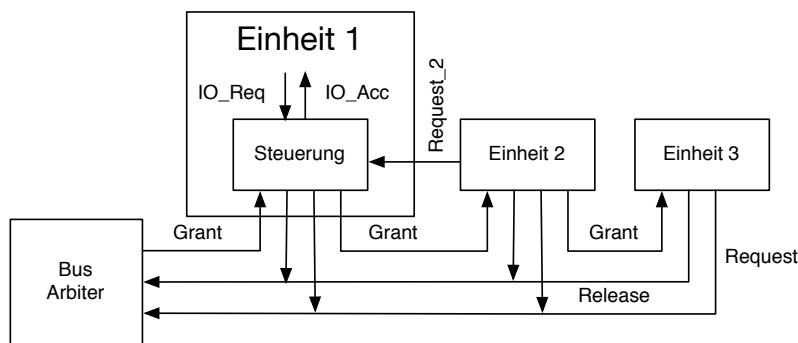 Einheit 1
IO_Req
IO_Acc
Request_2
Steuerung
Einheit 2
Einheit 3
Grant
Grant
Grant
Request
Bus
Arbiter
Release